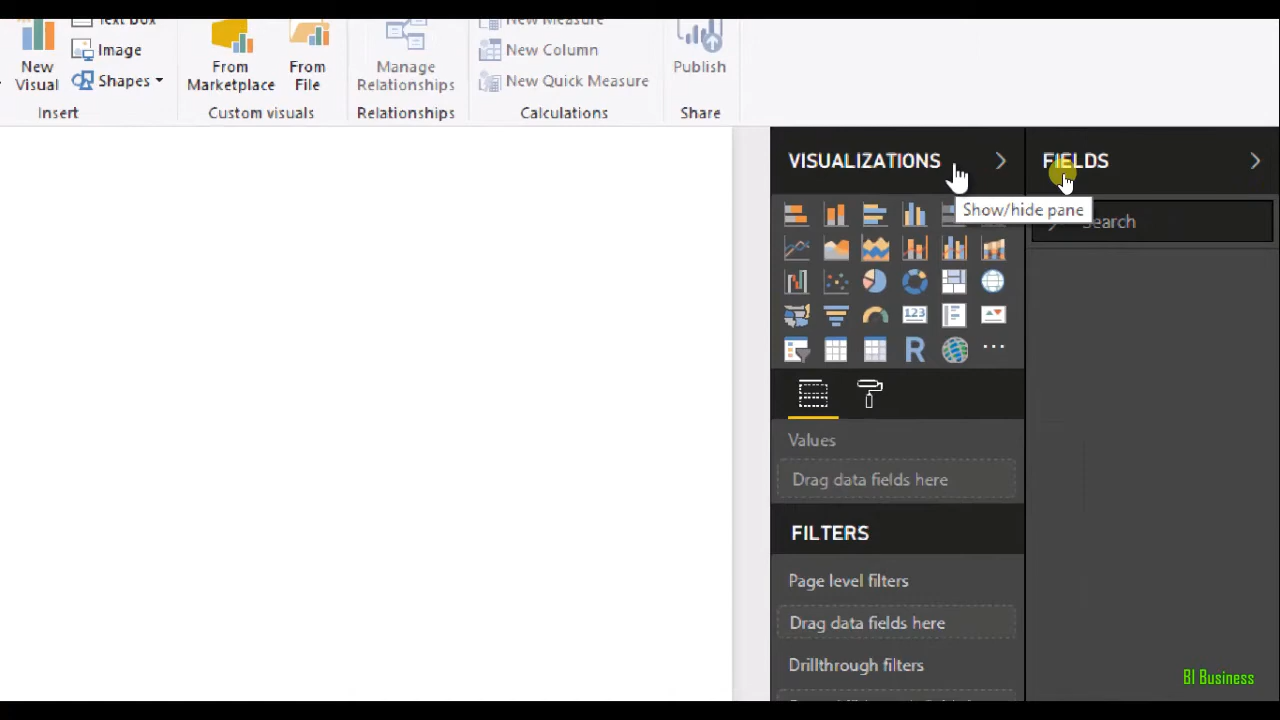 Text Box
New Measure
New
Visual
Image
Shapes
From
Marketplace
From
File
Manage
Relationships
New Column
New Quick Measure
Publish
Insert
Custom visuals
Relationships
Calculations
Share
VISUALIZATIONS
FIELDS
Show/hide pane
Search
123
R
Values
Drag data fields here
FILTERS
Page level filters
Drag data fields here
Drillthrough filters
BI Business